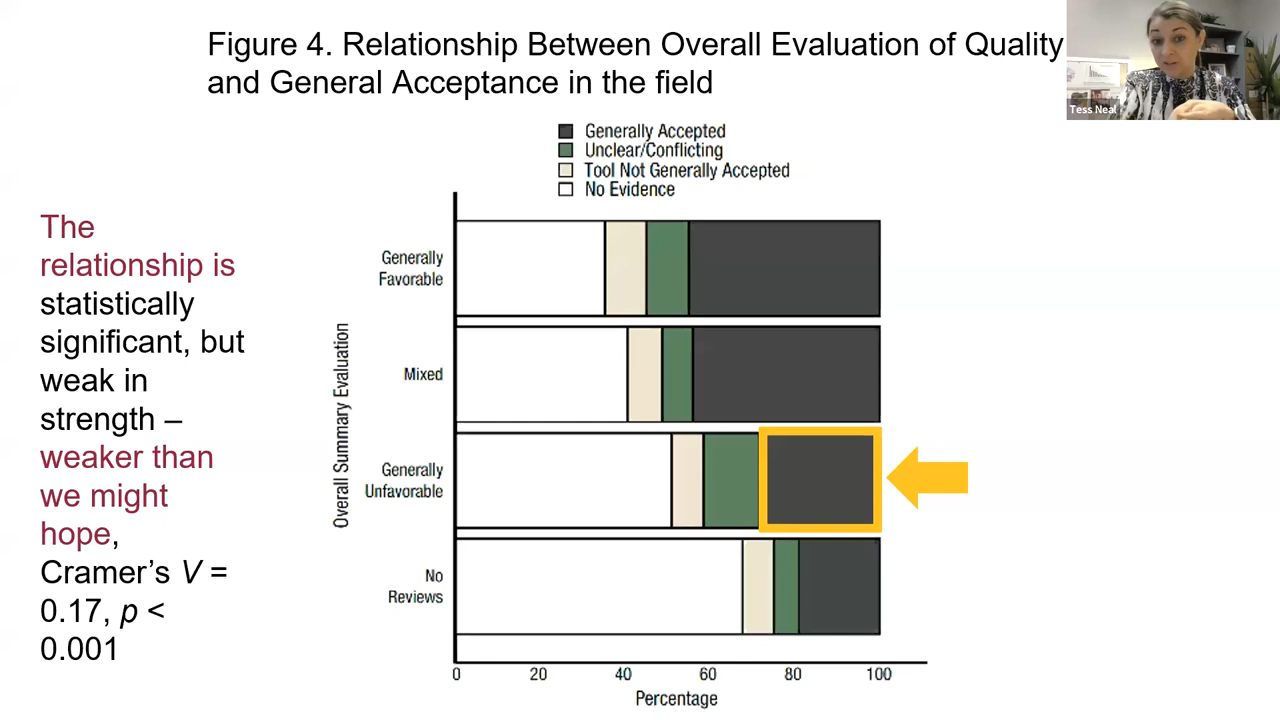 Figure 4. Relationship Between Overall Evaluation of Quality
and General Acceptance in the field
Tess Neal
Generally Accepted
Unclear/Conflicting
Tool Not Generally Accepted
No Evidence
The
relationship is
statistically
significant, but
weak in
strength –
weaker than
we might
hope,
Cramer’s V =
0.17, p <
0.001
Overall Summary Evaluation
Generally
Favorable
Mixed
Generally
Unfavorable
No
Reviews
0 20 40 60 80 100
Percentage